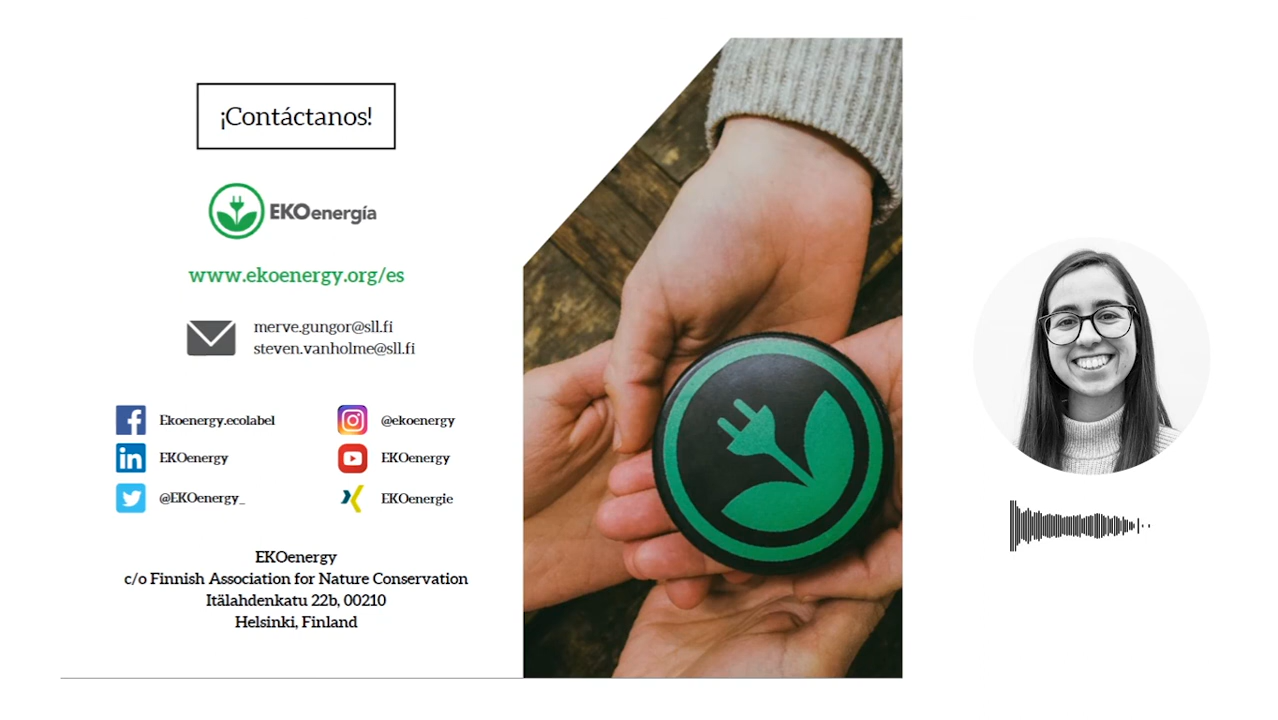 ¡Contáctanos!
EKOenergía
www.ekoenergy.org/es
merve.gungor@sll.fi
steven.vanholme@sll.fi
Ekoenergy.ecolabel
@ekoenergy
EKOenergy
EKOenergy
@EKOenergy_
EKOenergie
EKOenergy
c/o Finnish Association for Nature Conservation
Itälahdenkatu 22b, 00210
Helsinki, Finland